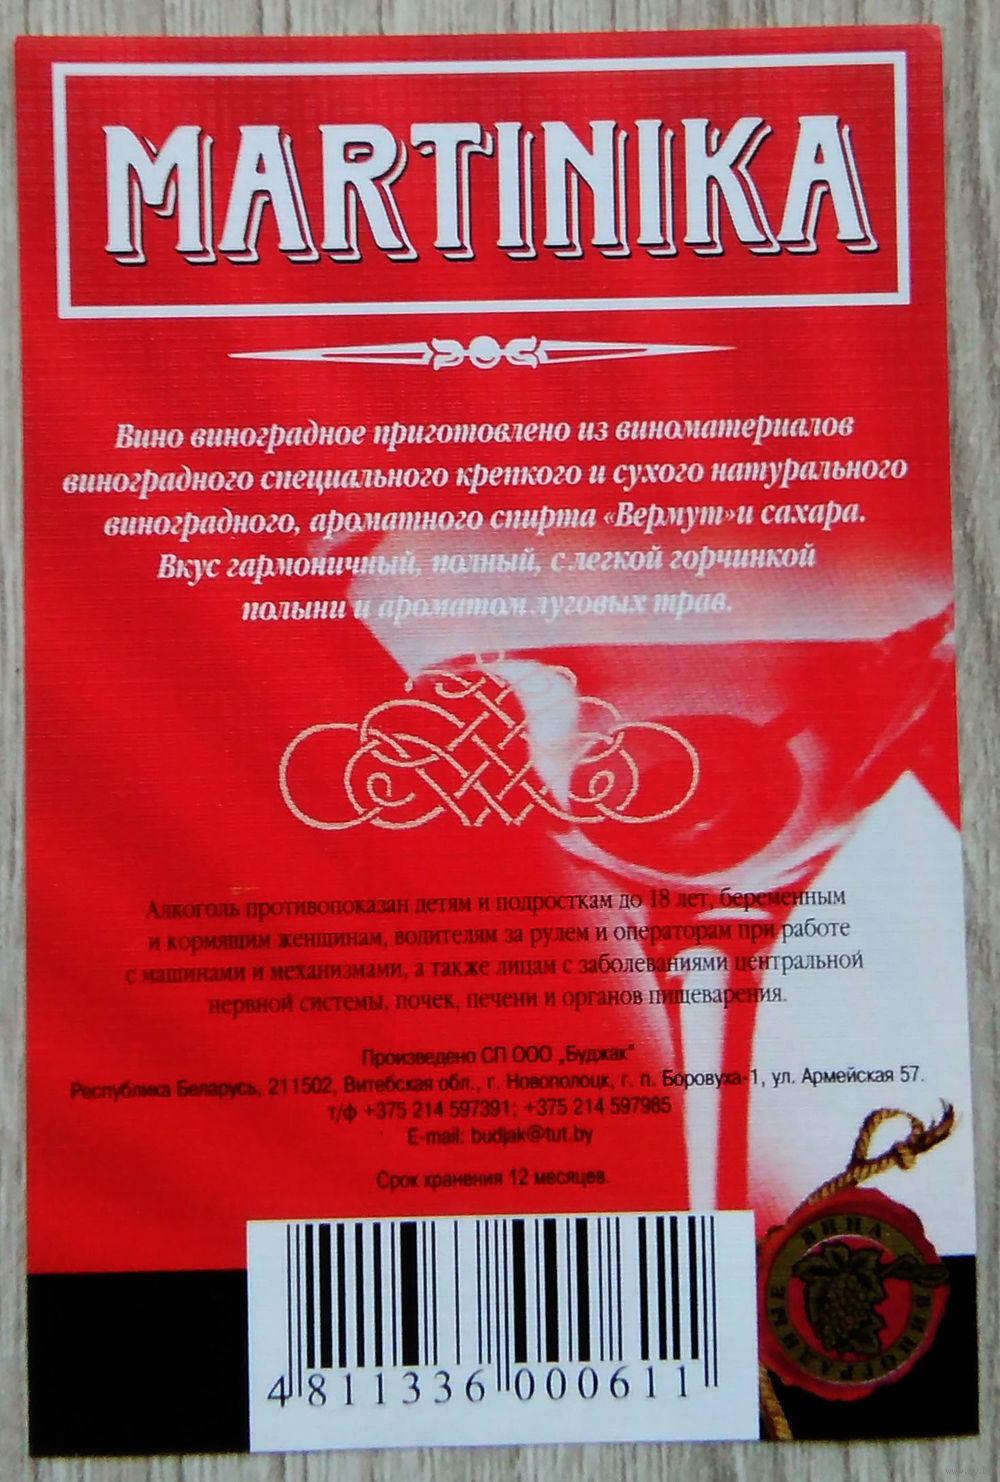 MARTINIKA
Вино виноградное приготовлено из виноматериалов
виноградного специального крепкого и сухого натурального
виноградного, ароматного спирта «Вермут»и сахара.
Вкус гармоничный, полный, с легкой горчинкой
полыни и ароматом луговых трав.
Алкоголь противопоказан детям и подросткам до 18 лет, беременным
и кормящим женщинам, водителям за рулем и операторам при работе
с машинами и механизмами, а также лицам с заболеваниями центральной
нервной системы, почек, печени и органов пищеварения.
Произведено СП ООО „Буджак"
Республика Беларусь, 211502, Витебская обл., г. Новополоцк, г. п. Боровуха-1, ул. Армейская 57.
т/ф +375 214 597391; +375 214 597985
E-mail: budjak@tut.by
Срок хранения 12 месяцев.
ВИНА ВИНОГРАДНЫЕ
4 811336 000611